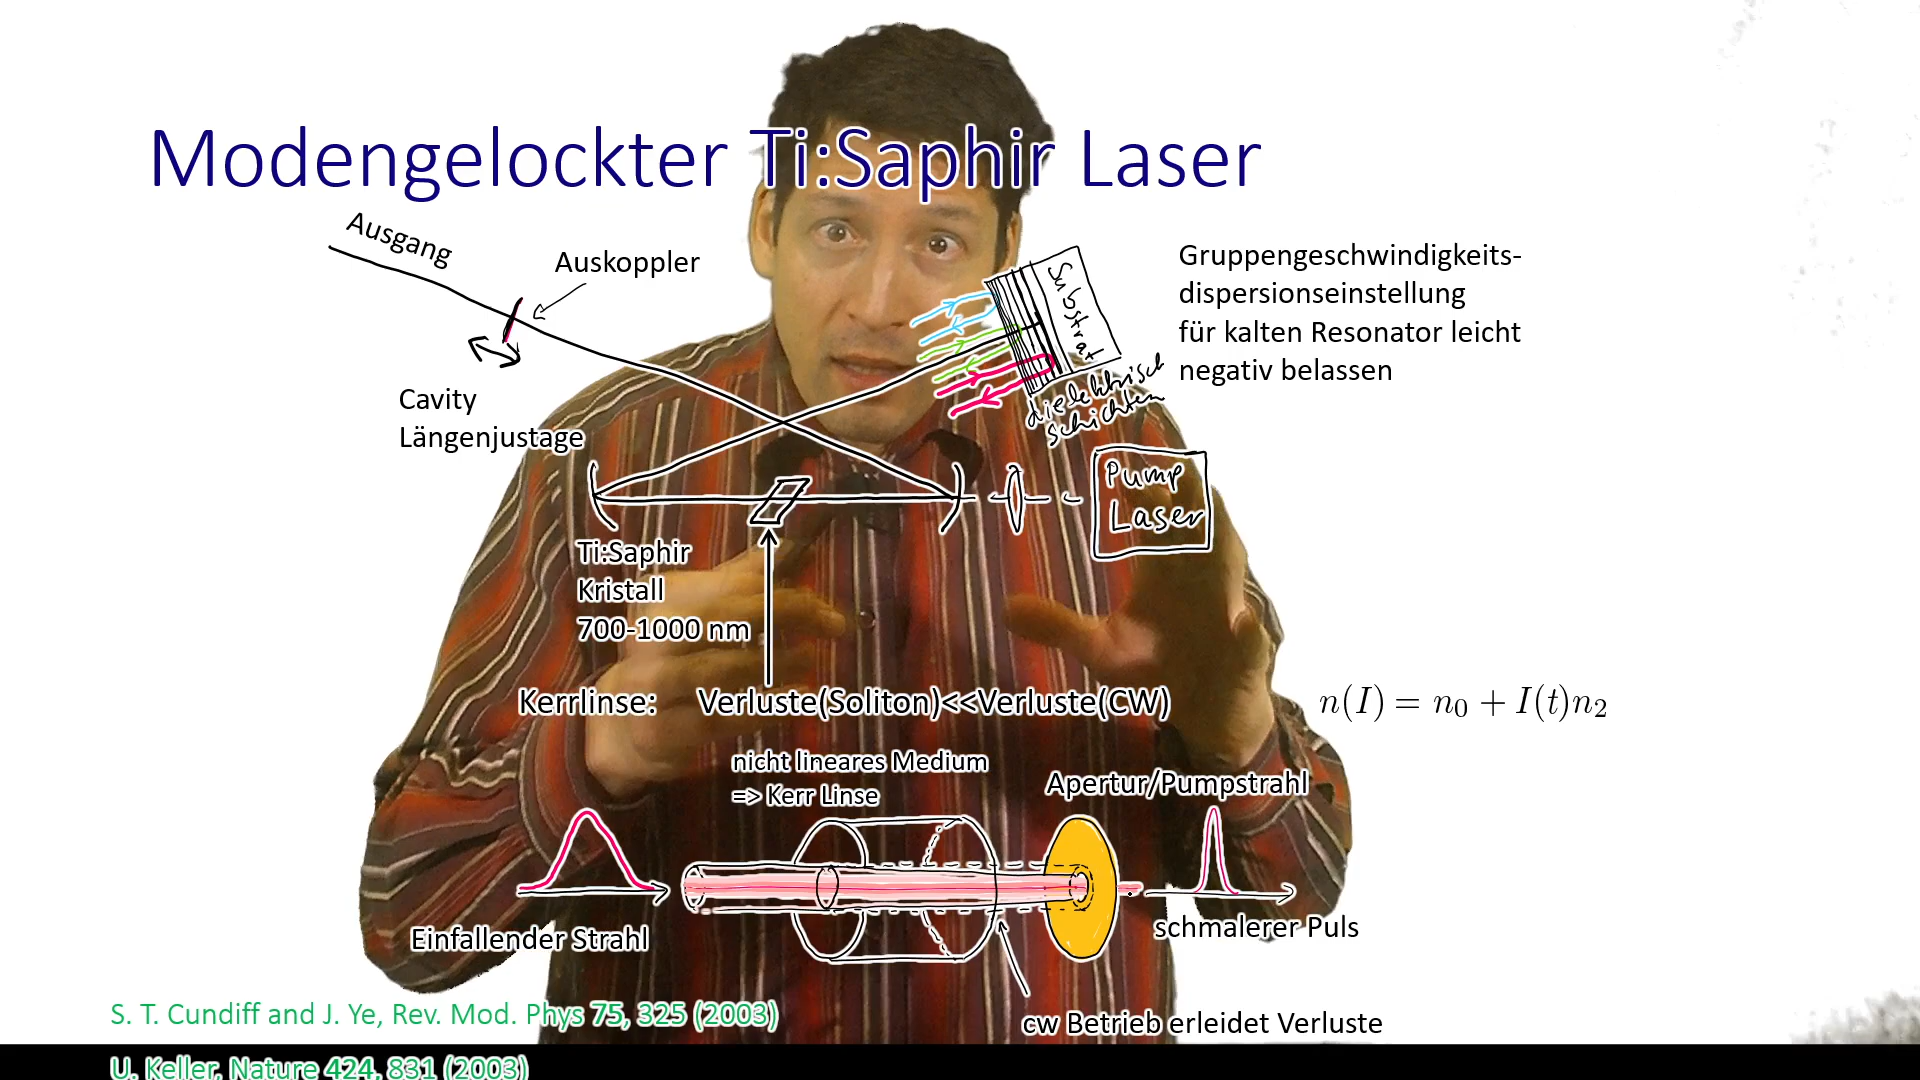 Modengelockter Ti:Saphir Laser
Ausgang
Auskoppler
Substrat
Gruppengeschwindigkeits-
dispersionseinstellung
für kalten Resonator leicht
negativ belassen
dielektrisch
schichten
Cavity
Längenjustage
Pump
Laser
Ti:Saphir
Kristall
700-1000 nm
Kerrlinse: Verluste(Soliton)<<Verluste(CW)
n(I) = n₀ + I(t)n₂
nicht lineares Medium
=> Kerr Linse
Apertur/Pumpstrahl
Einfallender Strahl
schmalerer Puls
cw Betrieb erleidet Verluste
S. T. Cundiff and J. Ye, Rev. Mod. Phys 75, 325 (2003)
U. Keller, Nature 424, 831 (2003)